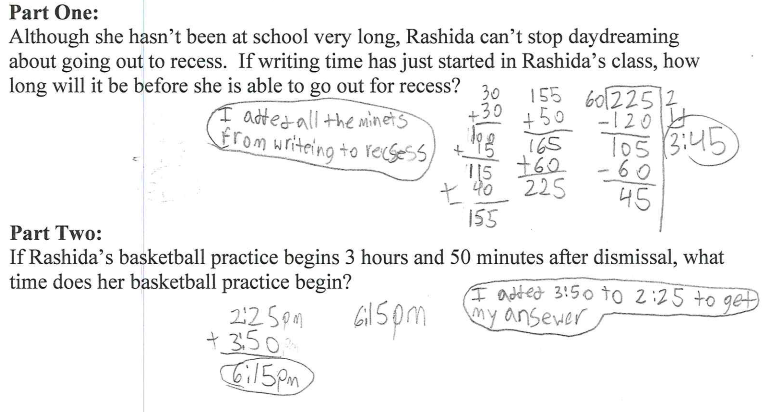 Part One:
Although she hasn't been at school very long, Rashida can't stop daydreaming
about going out to recess. If writing time has just started in Rashida's class, how
long will it be before she is able to go out for recess?
I added all the minets
from writeing to recsess
30
+30
+ 15
115
+ 40
155
155
+ 50
165
+60
225
60 225 2
-120
105
- 60
45
3:45
Part Two:
If Rashida's basketball practice begins 3 hours and 50 minutes after dismissal, what
time does her basketball practice begin?
2:25pm
+ 3:50
6:15pm
6:15pm
I added 3:50 to 2:25 to get
my ansewer